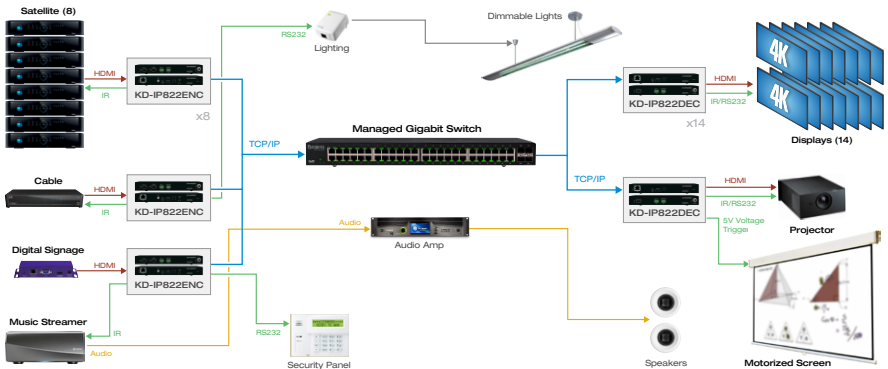 Satellite (8)
HDMI
IR
KD-IP822ENC
x8
RS232
Lighting
Dimmable Lights
KD-IP822DEC
x14
HDMI
IR/RS232
4K
4K
Displays (14)
TCP/IP
Managed Gigabit Switch
Cable
HDMI
IR
KD-IP822ENC
TCP/IP
KD-IP822DEC
HDMI
IR/RS232
5V Voltage
Trigger
Projector
Audio
Audio Amp
Digital Signage
HDMI
KD-IP822ENC
IR
Music Streamer
Audio
RS232
Security Panel
Speakers
Motorized Screen